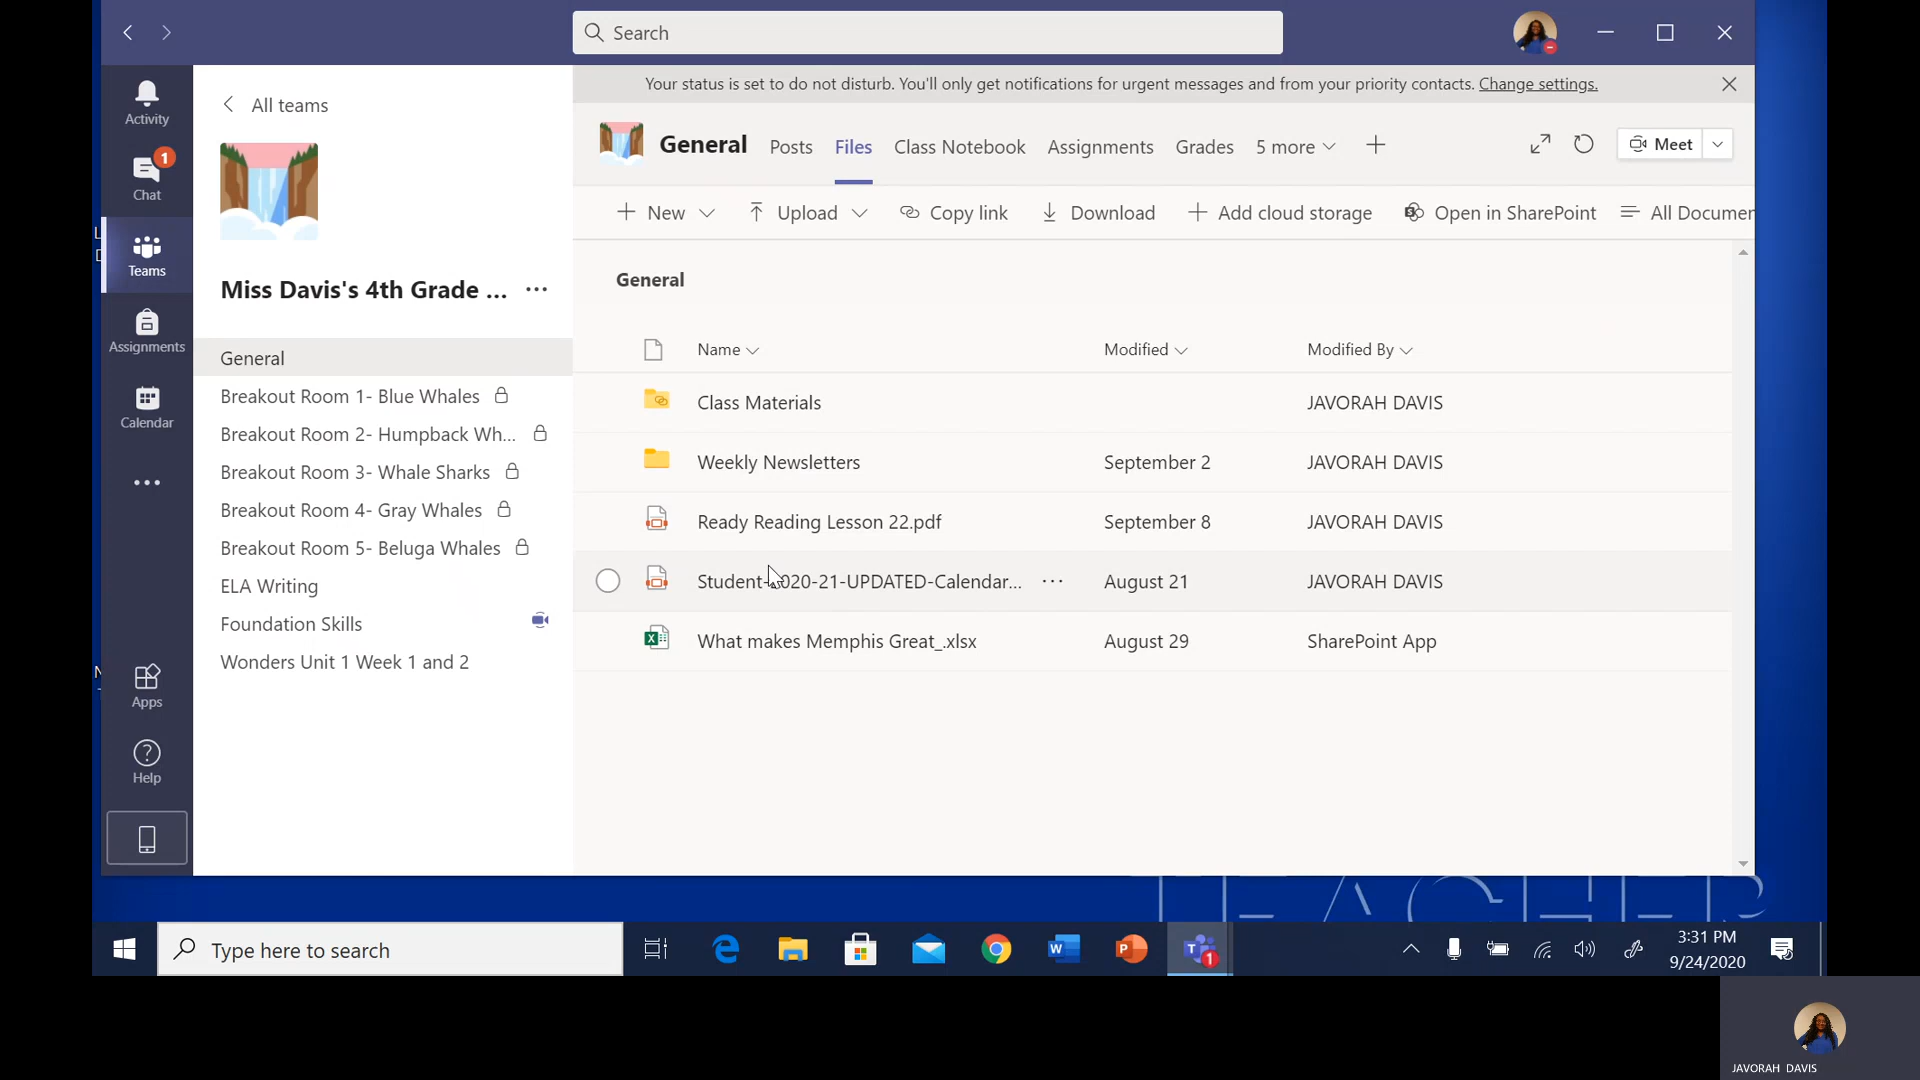 Search
Your status is set to do not disturb. You'll only get notifications for urgent messages and from your priority contacts. Change settings.
Activity
Chat
1
Teams
Assignments
Calendar
Apps
Help
All teams
Miss Davis's 4th Grade ...
General
Breakout Room 1- Blue Whales
Breakout Room 2- Humpback Wh...
Breakout Room 3- Whale Sharks
Breakout Room 4- Gray Whales
Breakout Room 5- Beluga Whales
ELA Writing
Foundation Skills
Wonders Unit 1 Week 1 and 2
General Posts Files Class Notebook Assignments Grades 5 more Meet
New Upload Copy link Download Add cloud storage Open in SharePoint All Documen
General
Name Modified Modified By
Class Materials JAVORAH DAVIS
Weekly Newsletters September 2 JAVORAH DAVIS
Ready Reading Lesson 22.pdf September 8 JAVORAH DAVIS
Student-2020-21-UPDATED-Calendar... August 21 JAVORAH DAVIS
What makes Memphis Great_.xlsx August 29 SharePoint App
TEACHER
Type here to search
1
3:31 PM
9/24/2020
JAVORAH DAVIS